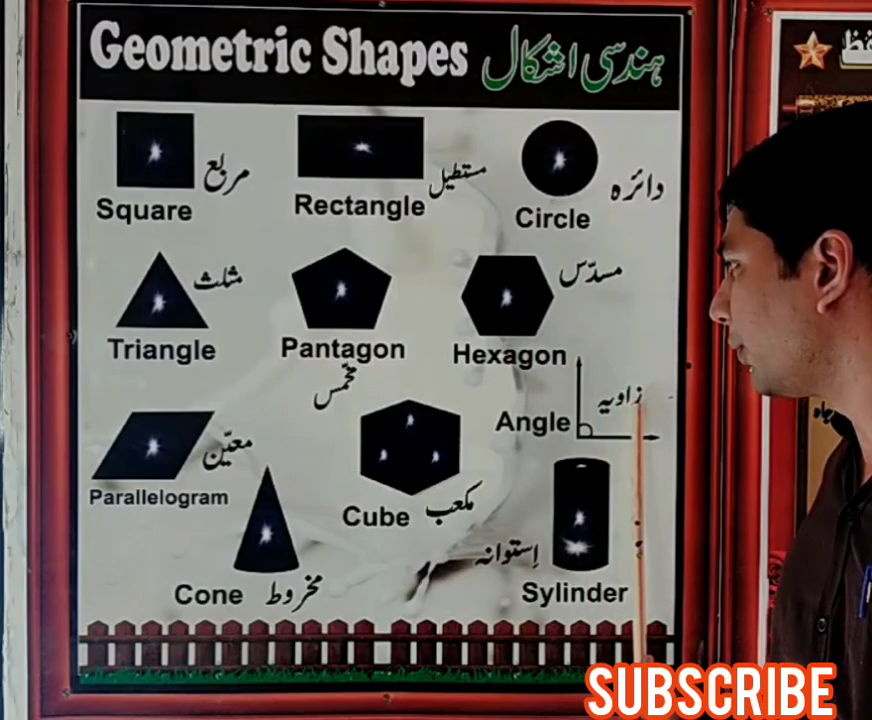 Geometric Shapes ہندسی اشکال
Square مربع
Rectangle مستطیل
Circle دائرہ
Triangle مثلث
Pantagon مخمّس
Hexagon مسدّس
Angle زاویہ
Parallelogram معیّن
Cube مکعب
Cone مخروط
Sylinder اِستوانہ
SUBSCRIBE